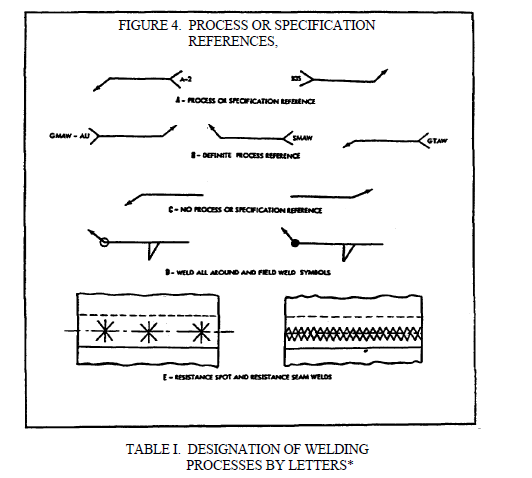 FIGURE 4. PROCESS OR SPECIFICATION
REFERENCES,
A-2
A - PROCESS OR SPECIFICATION REFERENCE
GMAW - AU
SMAW
GTAW
B - DEFINITE PROCESS REFERENCE
C - NO PROCESS OR SPECIFICATION REFERENCE
D - WELD ALL AROUND AND FIELD WELD SYMBOLS
E - RESISTANCE SPOT AND RESISTANCE SEAM WELDS
TABLE I. DESIGNATION OF WELDING
PROCESSES BY LETTERS*